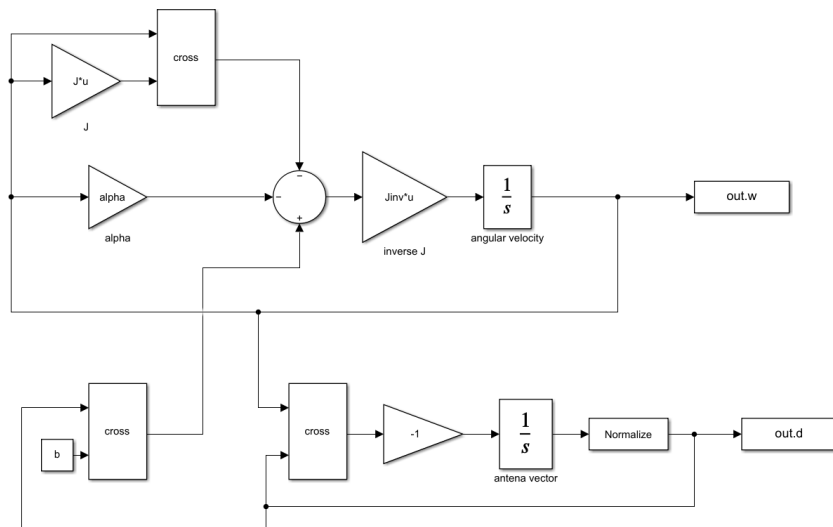 cross
J*u
J
alpha
alpha
−
−
+
Jinv*u
inverse J
1
s
angular velocity
out.w
cross
b
cross
-1
1
s
antena vector
Normalize
out.d